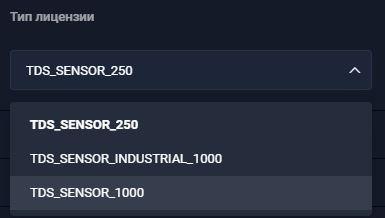 Тип лицензии
TDS_SENSOR_250
TDS_SENSOR_250
TDS_SENSOR_INDUSTRIAL_1000
TDS_SENSOR_1000